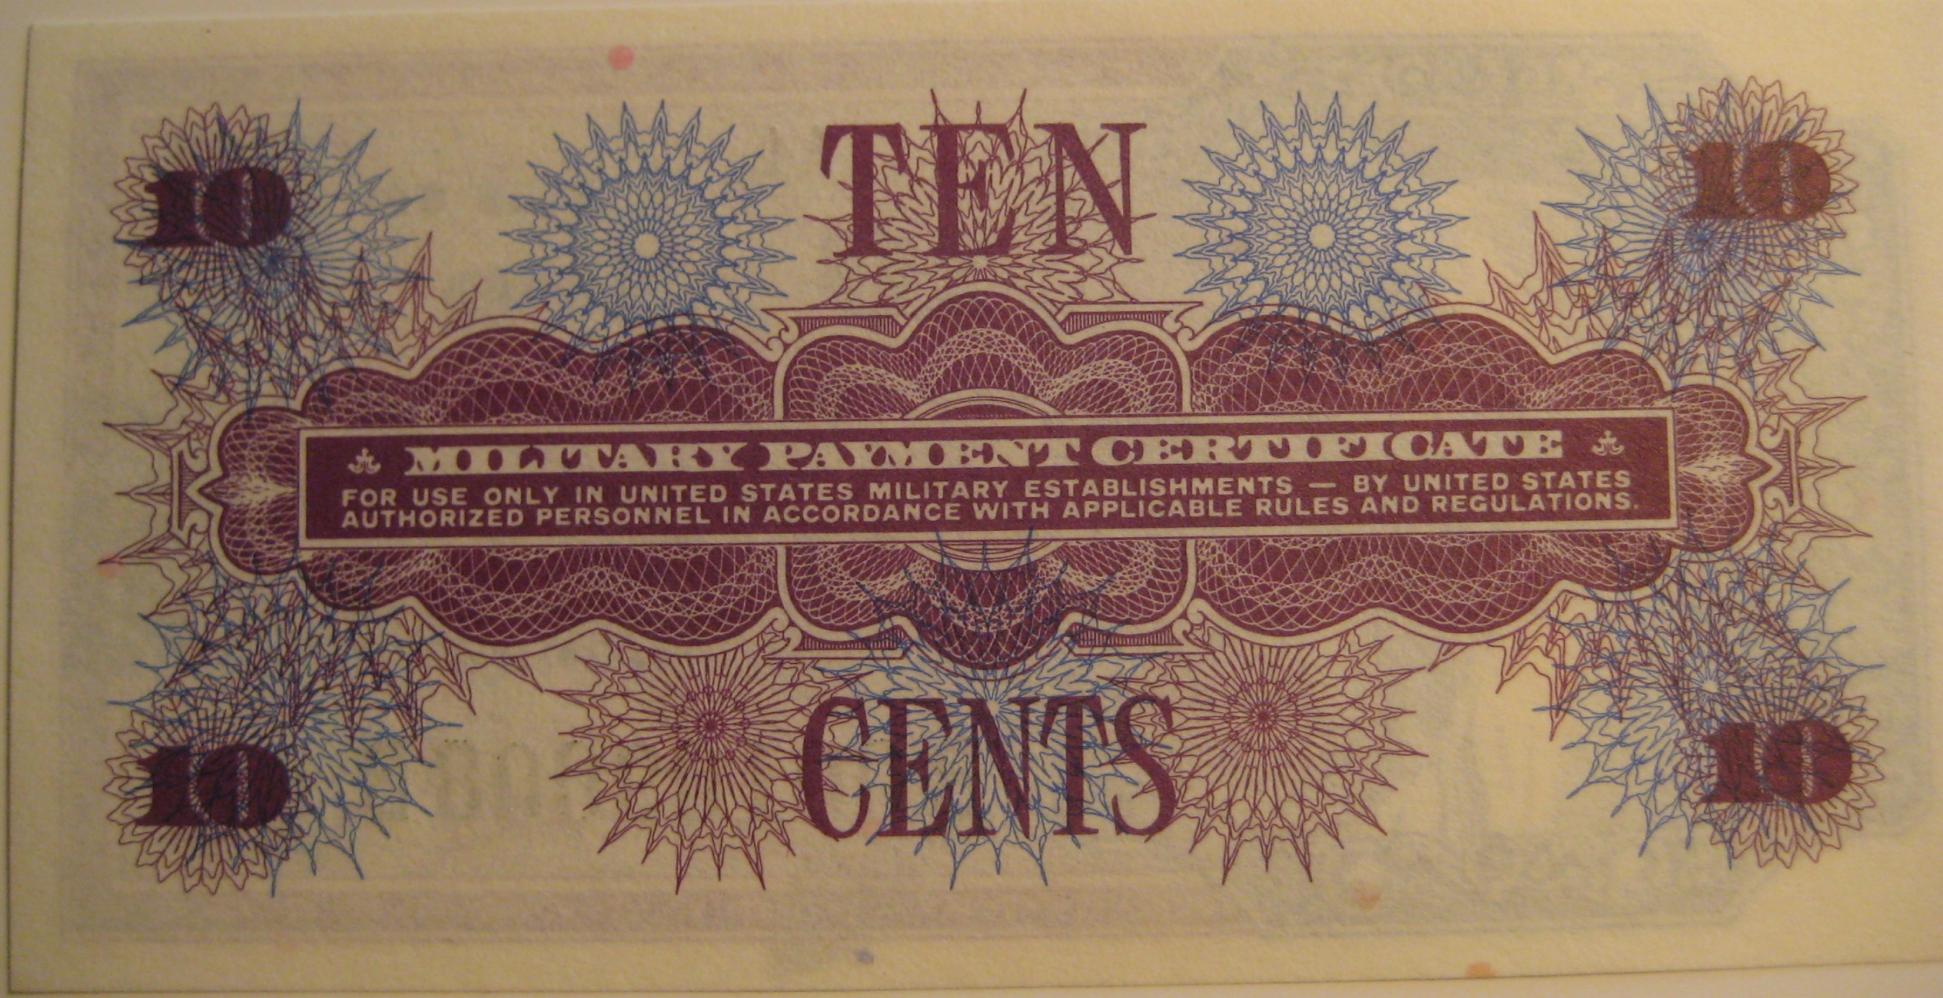 10 TEN 10
MILITARY PAYMENT CERTIFICATE
FOR USE ONLY IN UNITED STATES MILITARY ESTABLISHMENTS — BY UNITED STATES
AUTHORIZED PERSONNEL IN ACCORDANCE WITH APPLICABLE RULES AND REGULATIONS.
10 CENTS 10